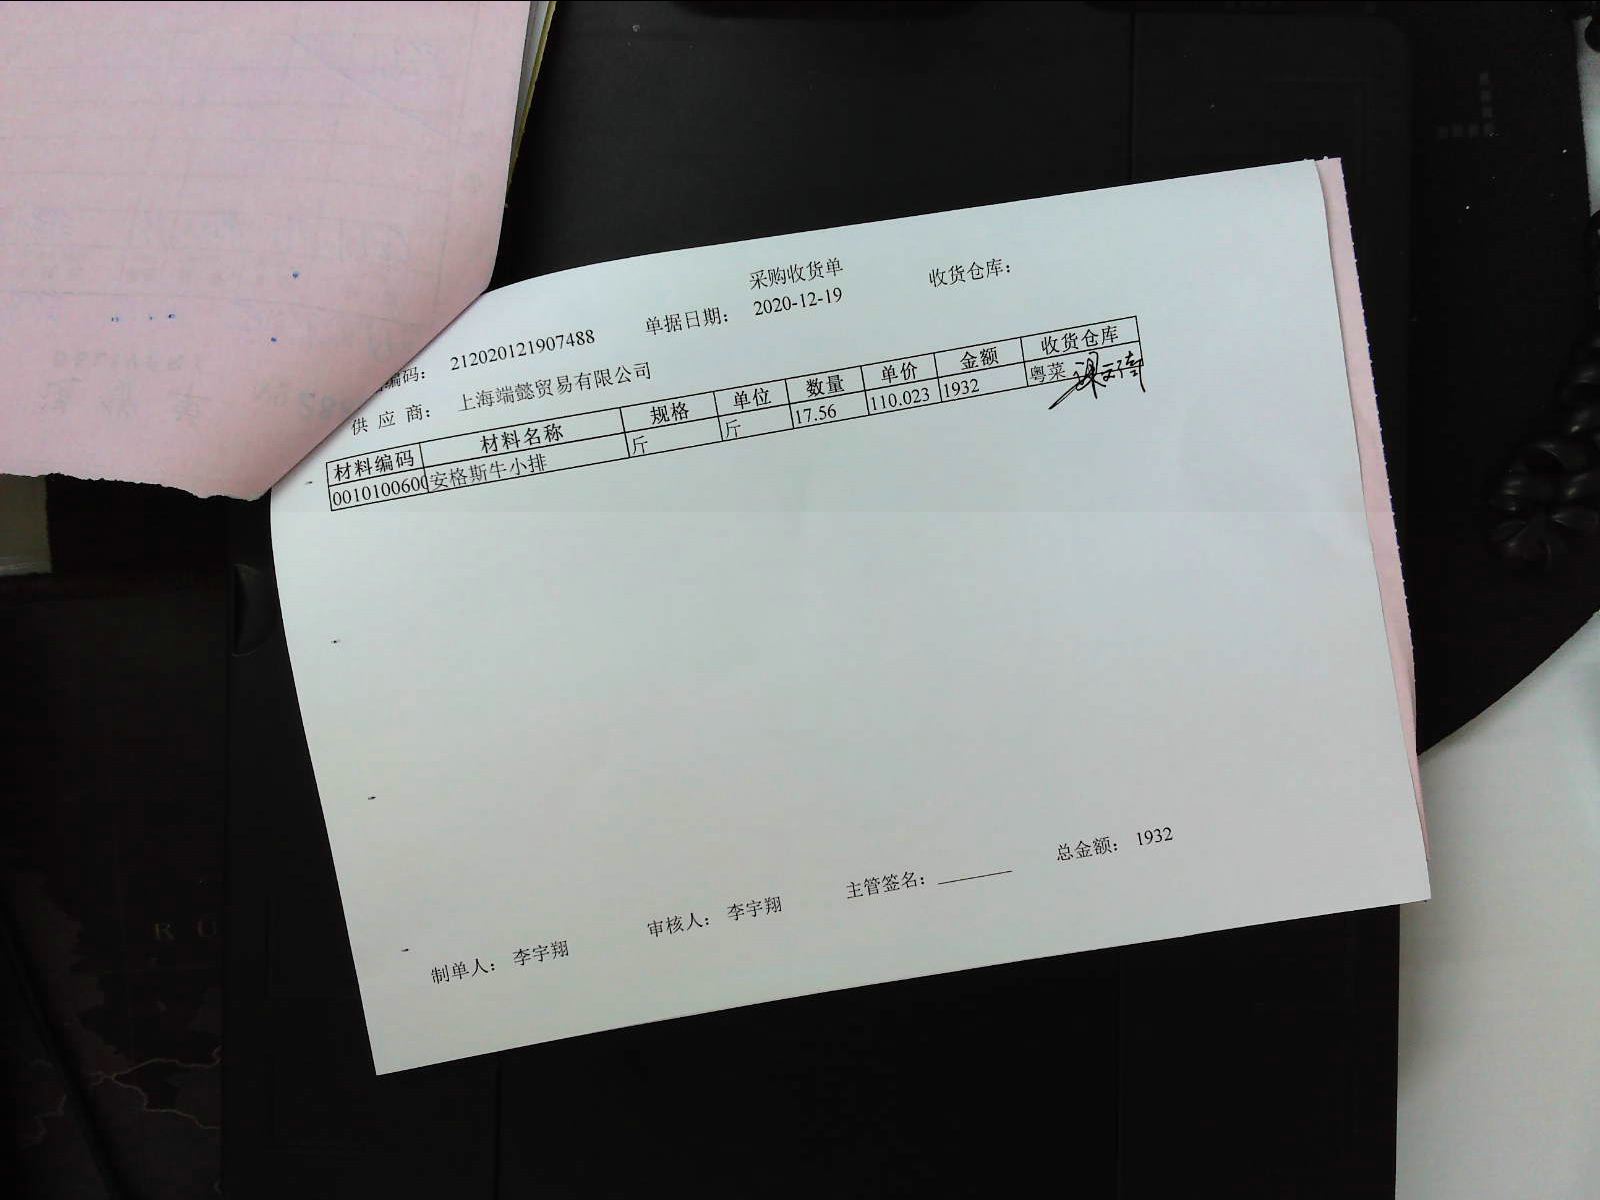 采购收货单
编码： 212020121907488 单据日期： 2020-12-19 收货仓库：
供 应 商： 上海端懿贸易有限公司
材料编码 材料名称 规格 单位 数量 单价 金额 收货仓库
0010100600 安格斯牛小排 斤 斤 17.56 110.023 1932 粤菜
总金额： 1932
制单人： 李宇翔 审核人： 李宇翔 主管签名：
RO